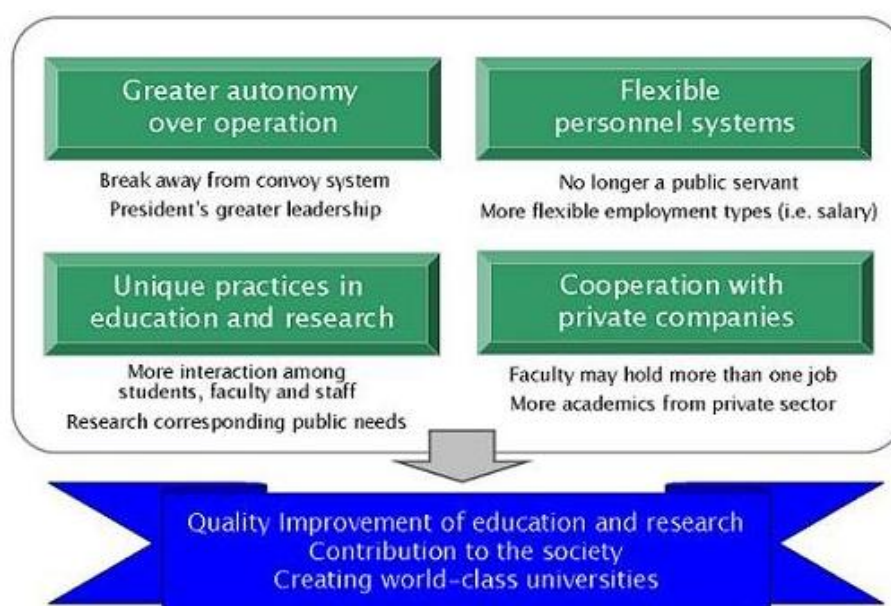 Greater autonomy
over operation
Break away from convoy system
President's greater leadership
Flexible
personnel systems
No longer a public servant
More flexible employment types (i.e. salary)
Unique practices in
education and research
More interaction among
students, faculty and staff
Research corresponding public needs
Cooperation with
private companies
Faculty may hold more than one job
More academics from private sector
Quality Improvement of education and research
Contribution to the society
Creating world-class universities